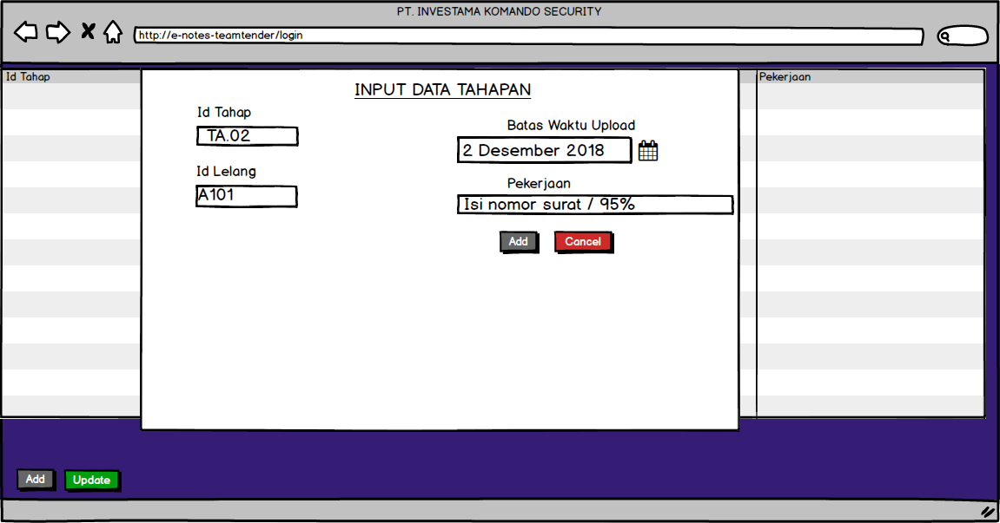 PT. INVESTAMA KOMANDO SECURITY
http://e-notes-teamtender/login
Id Tahap
Pekerjaan
INPUT DATA TAHAPAN
Id Tahap
TA.02
Id Lelang
A101
Batas Waktu Upload
2 Desember 2018
Pekerjaan
Isi nomor surat / 95%
Add
Cancel
Add
Update